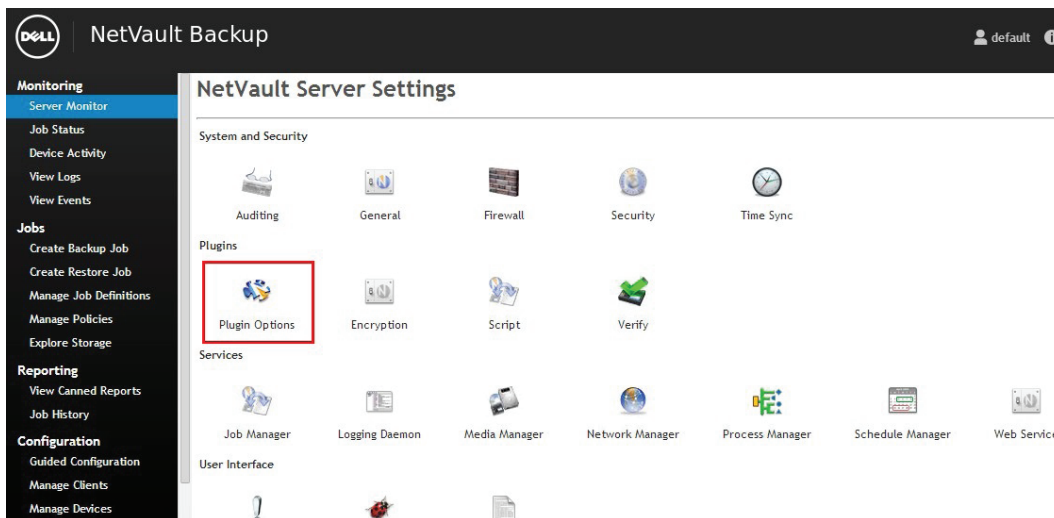 DELL
NetVault Backup
default
Monitoring
Server Monitor
Job Status
Device Activity
View Logs
View Events
Jobs
Create Backup Job
Create Restore Job
Manage Job Definitions
Manage Policies
Explore Storage
Reporting
View Canned Reports
Job History
Configuration
Guided Configuration
Manage Clients
Manage Devices
NetVault Server Settings
System and Security
Auditing
General
Firewall
Security
Time Sync
Plugins
Plugin Options
Encryption
Script
Verify
Services
Job Manager
Logging Daemon
Media Manager
Network Manager
Process Manager
Schedule Manager
Web Service
User Interface